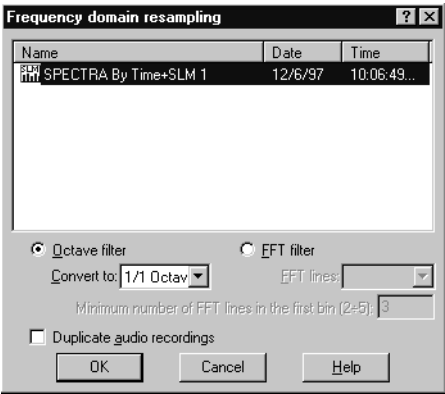 Frequency domain resampling
Name Date Time
SLM SPECTRA By Time+SLM 1 12/6/97 10:06:49...
Octave filter FFT filter
Convert to: 1/1 Octav FFT lines:
Minimum number of FFT lines in the first bin (2÷5): 3
Duplicate audio recordings
OK Cancel Help